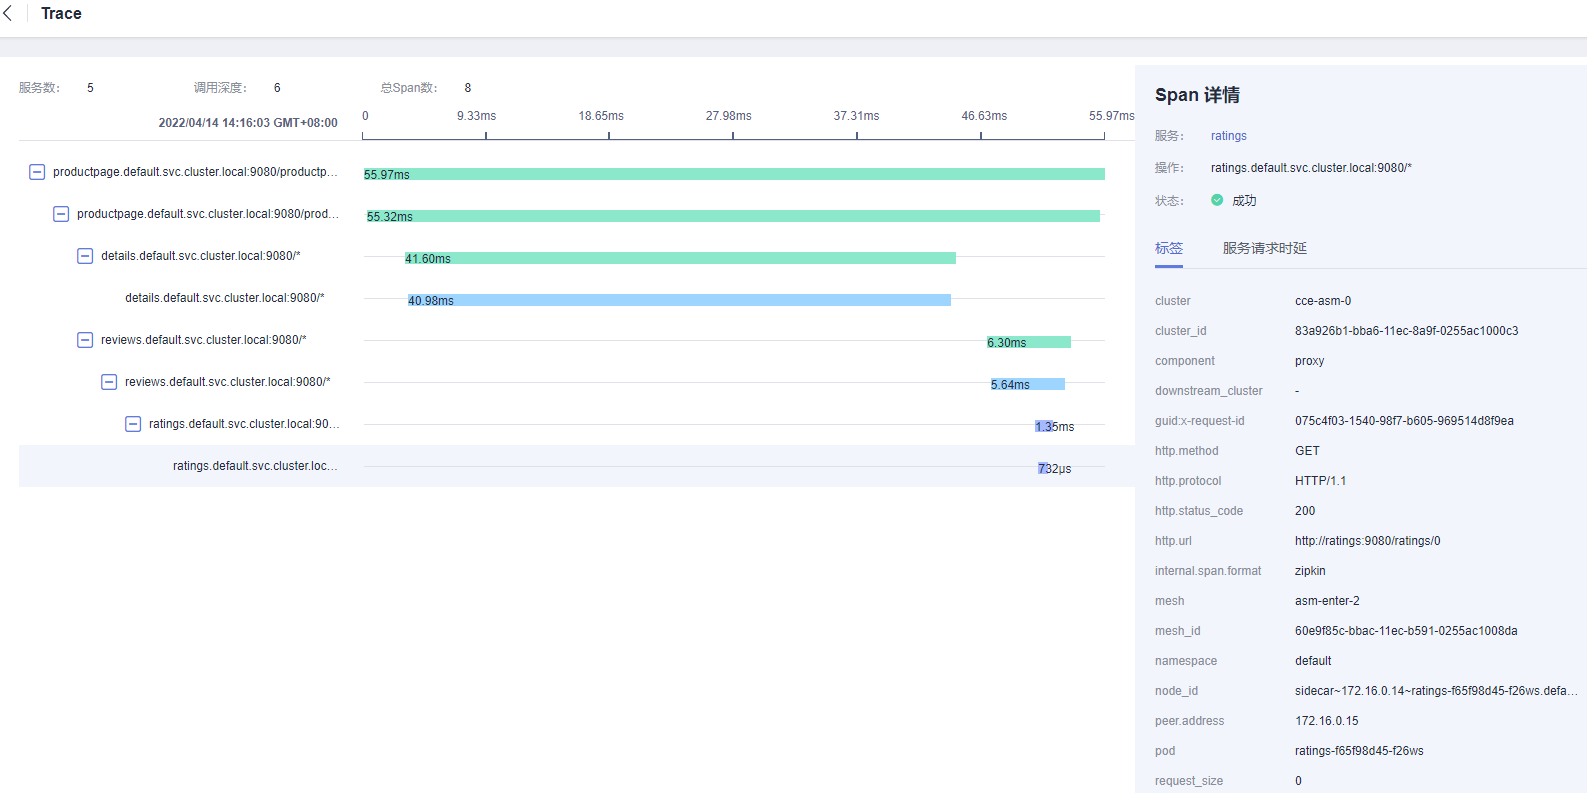 Trace
服务数： 5 调用深度： 6 总Span数： 8
2022/04/14 14:16:03 GMT+08:00
0 9.33ms 18.65ms 27.98ms 37.31ms 46.63ms 55.97ms
productpage.default.svc.cluster.local:9080/productp... 55.97ms
productpage.default.svc.cluster.local:9080/prod... 55.32ms
details.default.svc.cluster.local:9080/* 41.60ms
details.default.svc.cluster.local:9080/* 40.98ms
reviews.default.svc.cluster.local:9080/* 6.30ms
reviews.default.svc.cluster.local:9080/* 5.64ms
ratings.default.svc.cluster.local:90... 1.35ms
ratings.default.svc.cluster.loc... 732μs
Span 详情
服务： ratings
操作： ratings.default.svc.cluster.local:9080/*
状态： 成功
标签 服务请求时延
cluster cce-asm-0
cluster_id 83a926b1-bba6-11ec-8a9f-0255ac1000c3
component proxy
downstream_cluster -
guid:x-request-id 075c4f03-1540-98f7-b605-969514d8f9ea
http.method GET
http.protocol HTTP/1.1
http.status_code 200
http.url http://ratings:9080/ratings/0
internal.span.format zipkin
mesh asm-enter-2
mesh_id 60e9f85c-bbac-11ec-b591-0255ac1008da
namespace default
node_id sidecar~172.16.0.14~ratings-f65f98d45-f26ws.defa...
peer.address 172.16.0.15
pod ratings-f65f98d45-f26ws
request_size 0